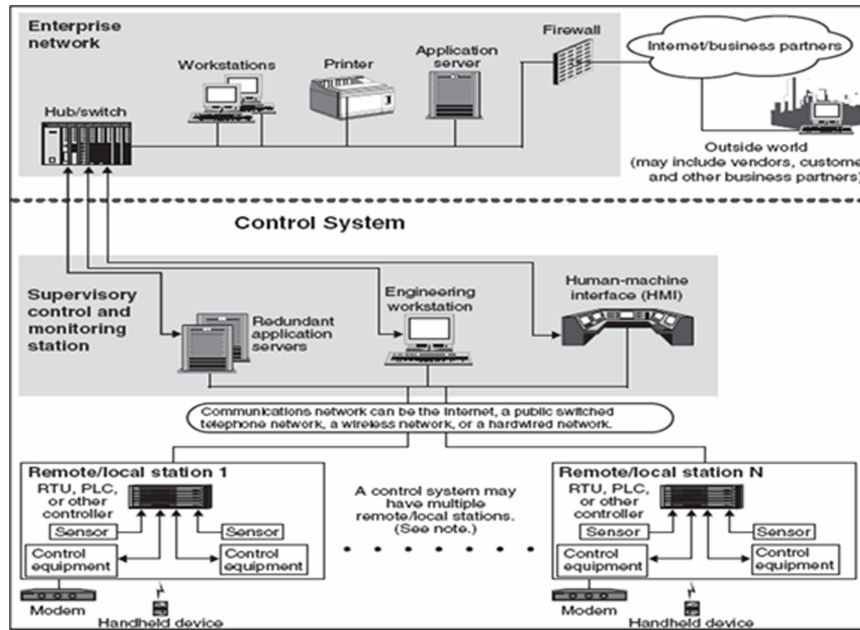 Enterprise
network
Workstations
Printer
Application
server
Firewall
Internet/business partners
Hub/switch
Outside world
(may include vendors, custome
and other business partners)
Control System
Supervisory
control and
monitoring
station
Redundant
application
servers
Engineering
workstation
Human-machine
interface (HMI)
Communications network can be the Internet, a public switched
telephone network, a wireless network, or a hardwired network.
Remote/local station 1
RTU, PLC,
or other
controller
Sensor
Sensor
Control
equipment
Control
equipment
Modem
Handheld device
A control system may
have multiple
remote/local stations.
(See note.)
Remote/local station N
RTU, PLC,
or other
controller
Sensor
Sensor
Control
equipment
Control
equipment
Modem
Handheld device